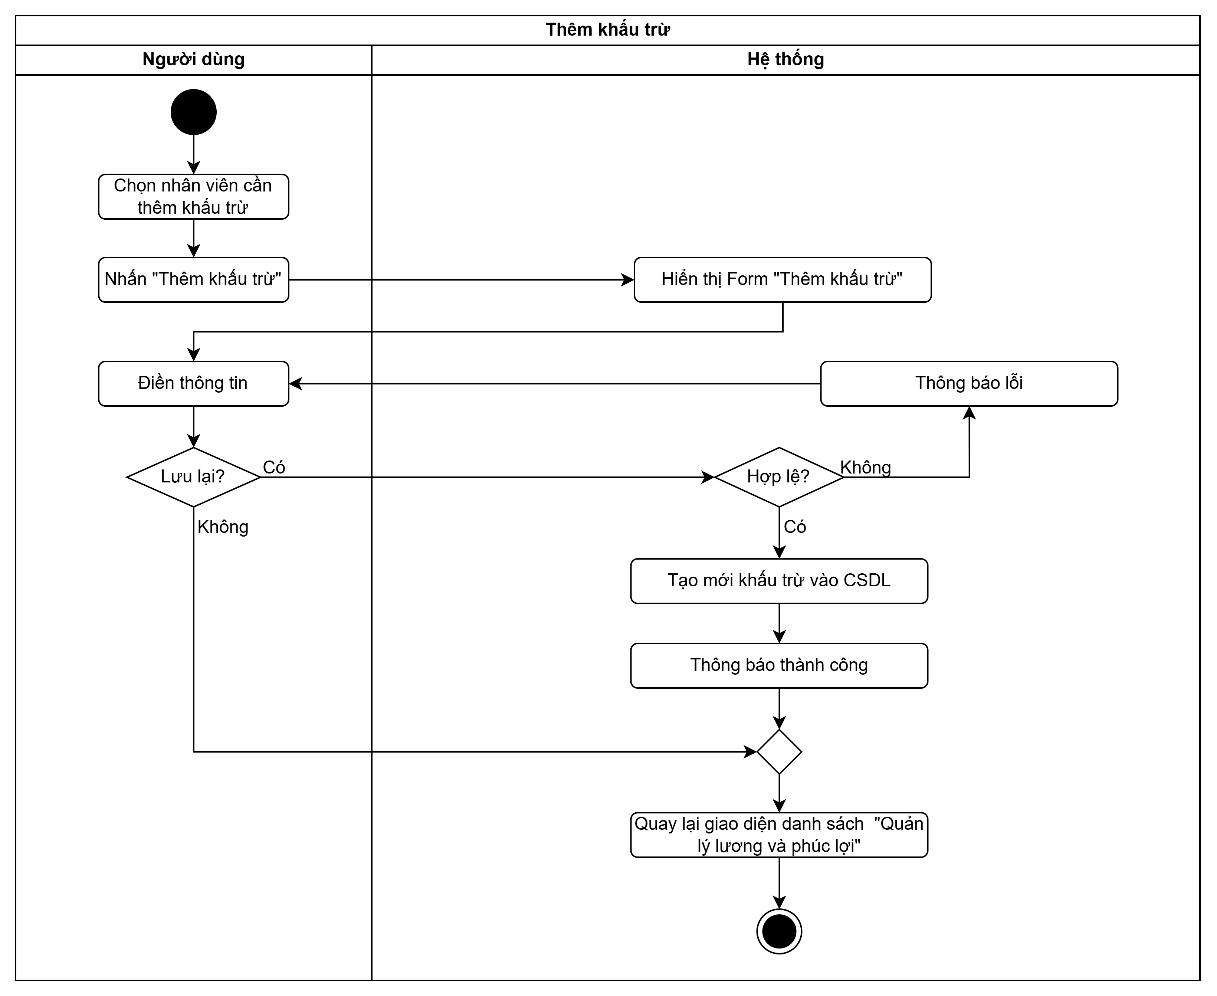 Thêm khấu trừ
Người dùng
Hệ thống
Chọn nhân viên cần
thêm khấu trừ
Nhấn "Thêm khấu trừ"
Hiển thị Form "Thêm khấu trừ"
Điền thông tin
Thông báo lỗi
Lưu lại?
Có
Hợp lệ?
Không
Không
Có
Tạo mới khấu trừ vào CSDL
Thông báo thành công
Quay lại giao diện danh sách "Quản
lý lương và phúc lợi"